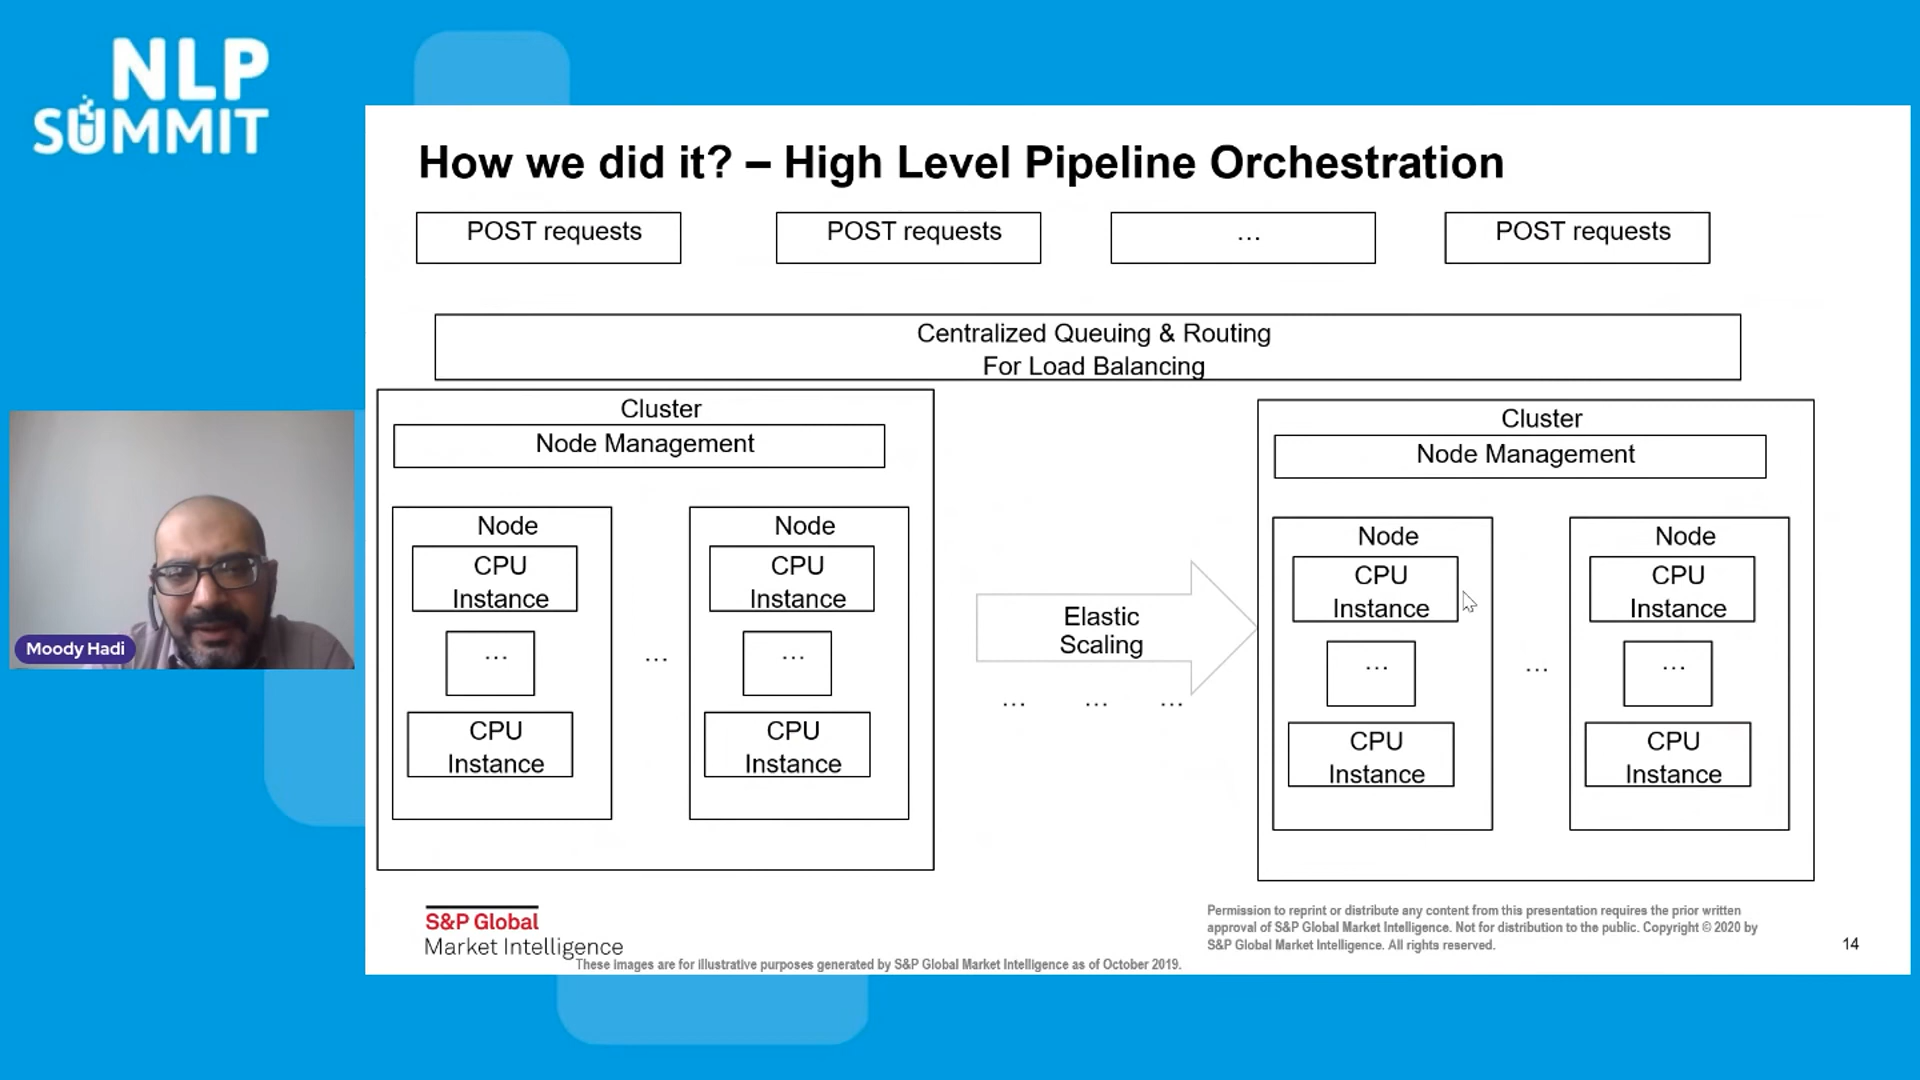 NLP
SUMMIT
How we did it? – High Level Pipeline Orchestration
POST requests
POST requests
…
POST requests
Centralized Queuing & Routing
For Load Balancing
Cluster
Node Management
Node
CPU
Instance
…
CPU
Instance
…
Node
CPU
Instance
…
CPU
Instance
Elastic
Scaling
… … …
Cluster
Node Management
Node
CPU
Instance
…
CPU
Instance
…
Node
CPU
Instance
…
CPU
Instance
Moody Hadi
S&P Global
Market Intelligence
These images are for illustrative purposes generated by S&P Global Market Intelligence as of October 2019.
Permission to reprint or distribute any content from this presentation requires the prior written
approval of S&P Global Market Intelligence. Not for distribution to the public. Copyright © 2020 by
S&P Global Market Intelligence. All rights reserved.
14